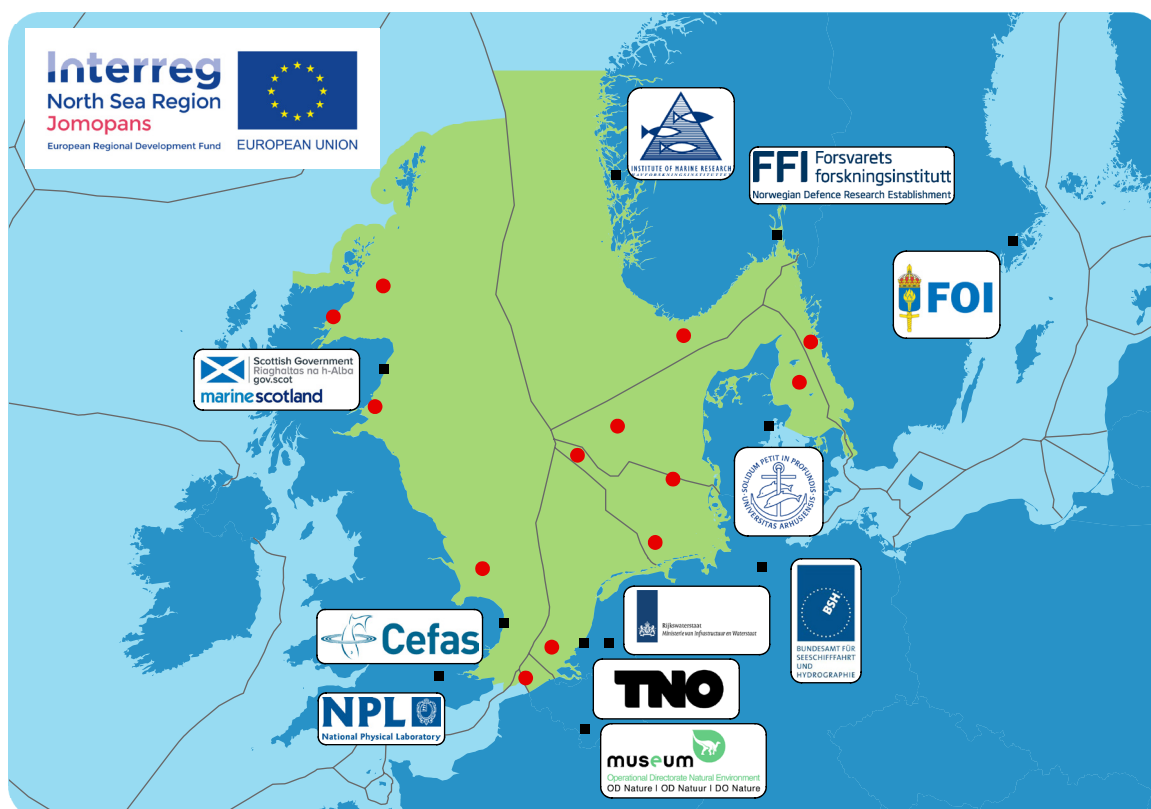 Interreg
North Sea Region
Jomopans
European Regional Development Fund
EUROPEAN UNION
INSTITUTE OF MARINE RESEARCH
HAVFORSKNINGSINSTITUTTET
FFI Forsvarets
forskningsinstitutt
Norwegian Defence Research Establishment
FOI
Scottish Government
Riaghaltas na h-Alba
gov.scot
marinescotland
SOLIDUM PETIT IN PROFUNDIS
UNIVERSITAS ARHUSIENSIS
BSH
BUNDESAMT FÜR
SEESCHIFFFAHRT
UND
HYDROGRAPHIE
Rijkswaterstaat
Ministerie van Infrastructuur en Waterstaat
Cefas
TNO
NPL
National Physical Laboratory
museum
Operational Directorate Natural Environment
OD Nature | OD Natuur | DO Nature